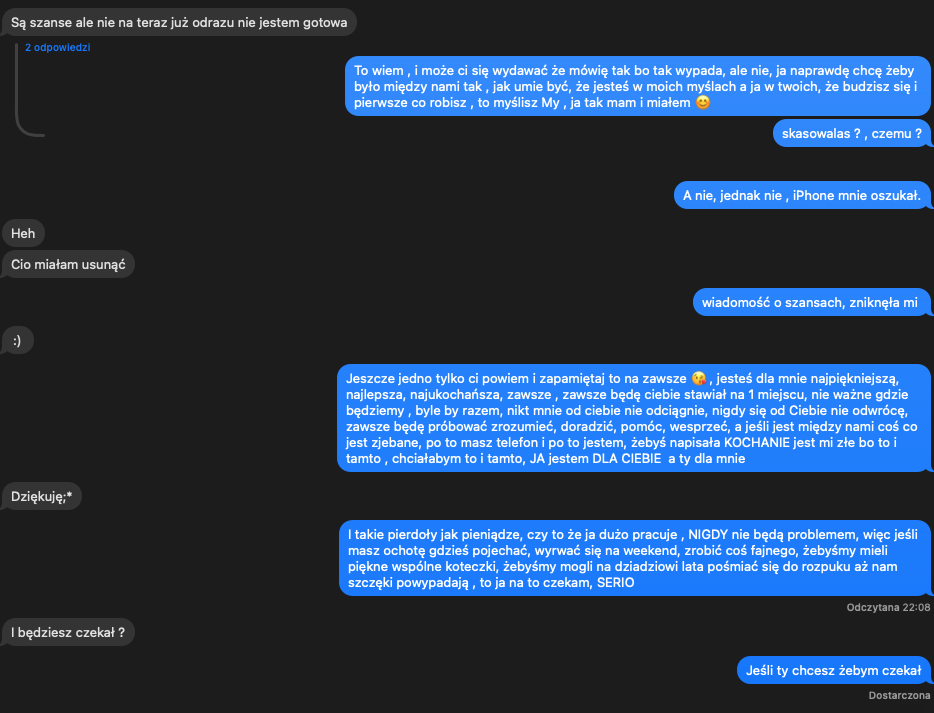 Są szanse ale nie na teraz już odrazu nie jestem gotowa
2 odpowiedzi
To wiem , i może ci się wydawać że mówię tak bo tak wypada, ale nie, ja naprawdę chcę żeby
było między nami tak , jak umie być, że jesteś w moich myślach a ja w twoich, że budzisz się i
pierwsze co robisz , to myślisz My , ja tak mam i miałem 😊
skasowalas ? , czemu ?
A nie, jednak nie , iPhone mnie oszukał.
Heh
Cio miałam usunąć
wiadomość o szansach, zniknęła mi
:)
Jeszcze jedno tylko ci powiem i zapamiętaj to na zawsze 😘 , jesteś dla mnie najpiękniejszą,
najlepsza, najukochańsza, zawsze , zawsze będę ciebie stawiał na 1 miejscu, nie ważne gdzie
będziemy , byle by razem, nikt mnie od ciebie nie odciągnie, nigdy się od Ciebie nie odwrócę,
zawsze będę próbować zrozumieć, doradzić, pomóc, wesprzeć, a jeśli jest między nami coś co
jest zjebane, po to masz telefon i po to jestem, żebyś napisała KOCHANIE jest mi złe bo to i
tamto , chciałabym to i tamto, JA jestem DLA CIEBIE a ty dla mnie
Dziękuję;*
I takie pierdoły jak pieniądze, czy to że ja dużo pracuje , NIGDY nie będą problemem, więc jeśli
masz ochotę gdzieś pojechać, wyrwać się na weekend, zrobić coś fajnego, żebyśmy mieli
piękne wspólne koteczki, żebyśmy mogli na dziadziowi lata pośmiać się do rozpuku aż nam
szczęki powypadają , to ja na to czekam, SERIO
Odczytana 22:08
I będziesz czekał ?
Jeśli ty chcesz żebym czekał
Dostarczona